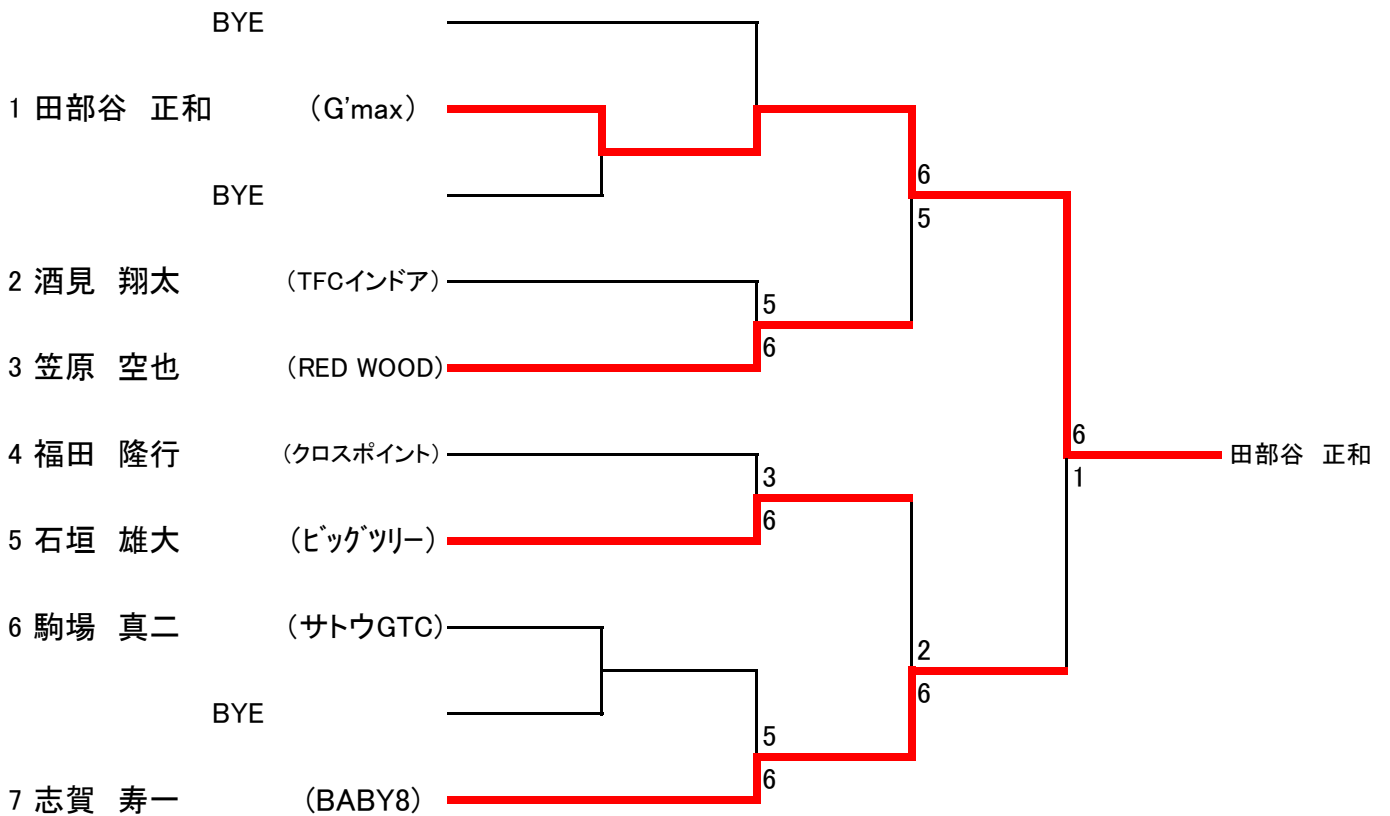 BYE
1 田部谷 正和 (G'max)
BYE
6
5
2 酒見 翔太 (TFCインドア)
5
6
3 笠原 空也 (RED WOOD)
4 福田 隆行 (クロスポイント)
6
1
田部谷 正和
3
6
5 石垣 雄大 (ビッグツリー)
6 駒場 真二 (サトウGTC)
2
6
BYE
5
6
7 志賀 寿一 (BABY8)